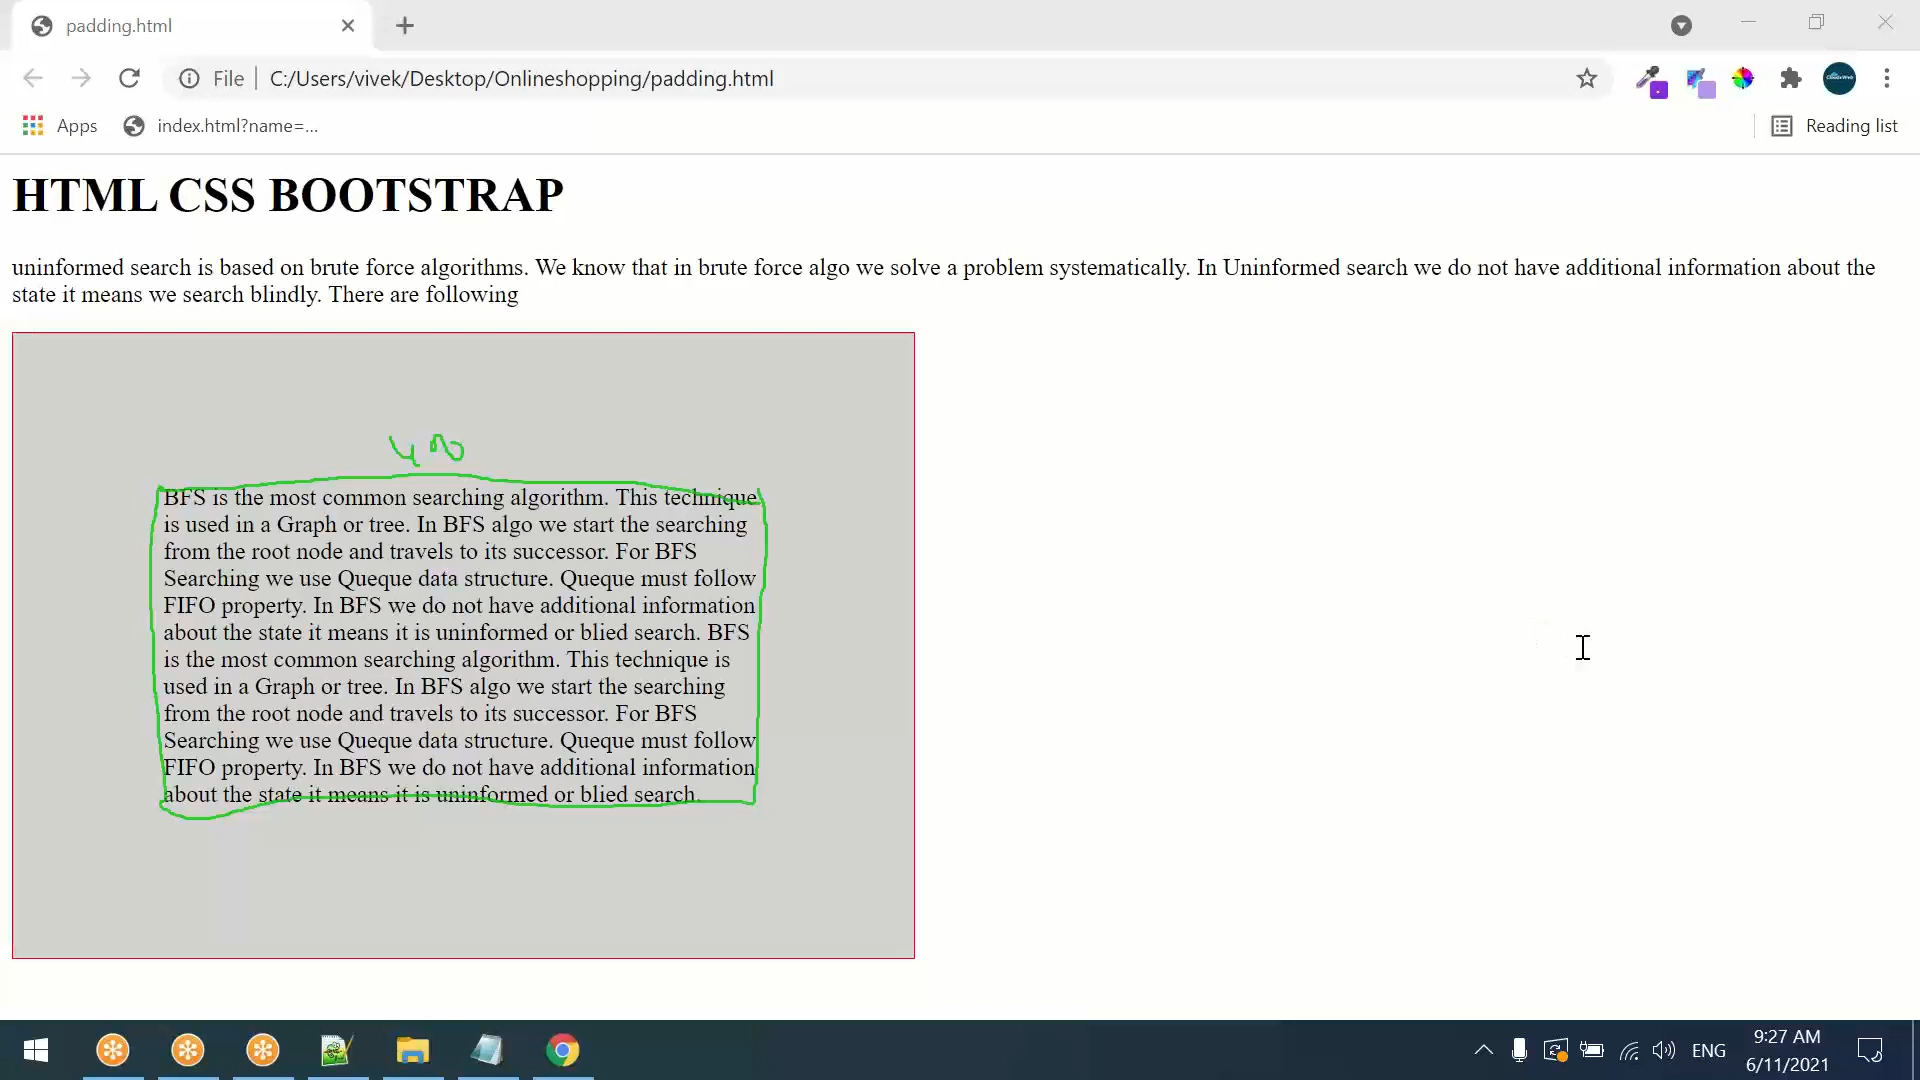 padding.html
File
C:/Users/vivek/Desktop/Onlineshopping/padding.html
Apps
index.html?name=...
Reading list
HTML CSS BOOTSTRAP
uninformed search is based on brute force algorithms. We know that in brute force algo we solve a problem systematically. In Uninformed search we do not have additional information about the
state it means we search blindly. There are following
400
BFS is the most common searching algorithm. This technique
is used in a Graph or tree. In BFS algo we start the searching
from the root node and travels to its successor. For BFS
Searching we use Queque data structure. Queque must follow
FIFO property. In BFS we do not have additional information
about the state it means it is uninformed or blied search. BFS
is the most common searching algorithm. This technique is
used in a Graph or tree. In BFS algo we start the searching
from the root node and travels to its successor. For BFS
Searching we use Queque data structure. Queque must follow
FIFO property. In BFS we do not have additional information
about the state it means it is uninformed or blied search.
ENG
9:27 AM
6/11/2021